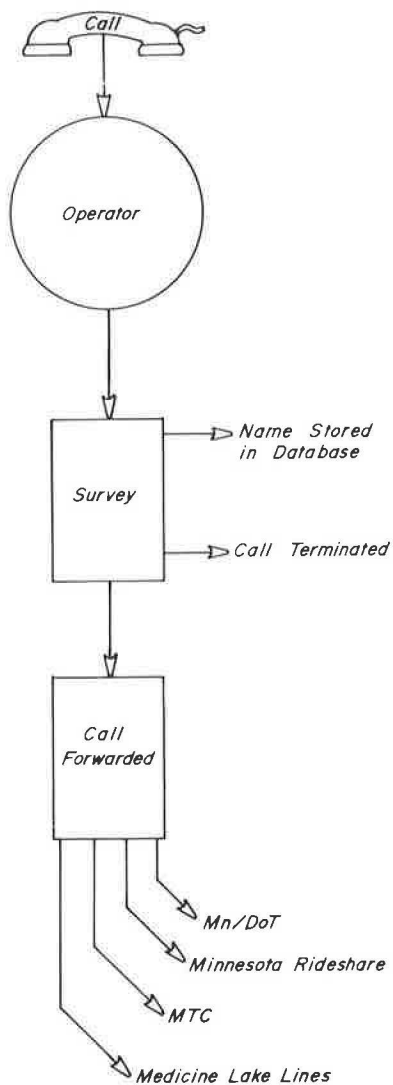 Call
Operator
Name Stored
in Database
Survey
Call Terminated
Call
Forwarded
Mn/DoT
Minnesota Rideshare
MTC
Medicine Lake Lines